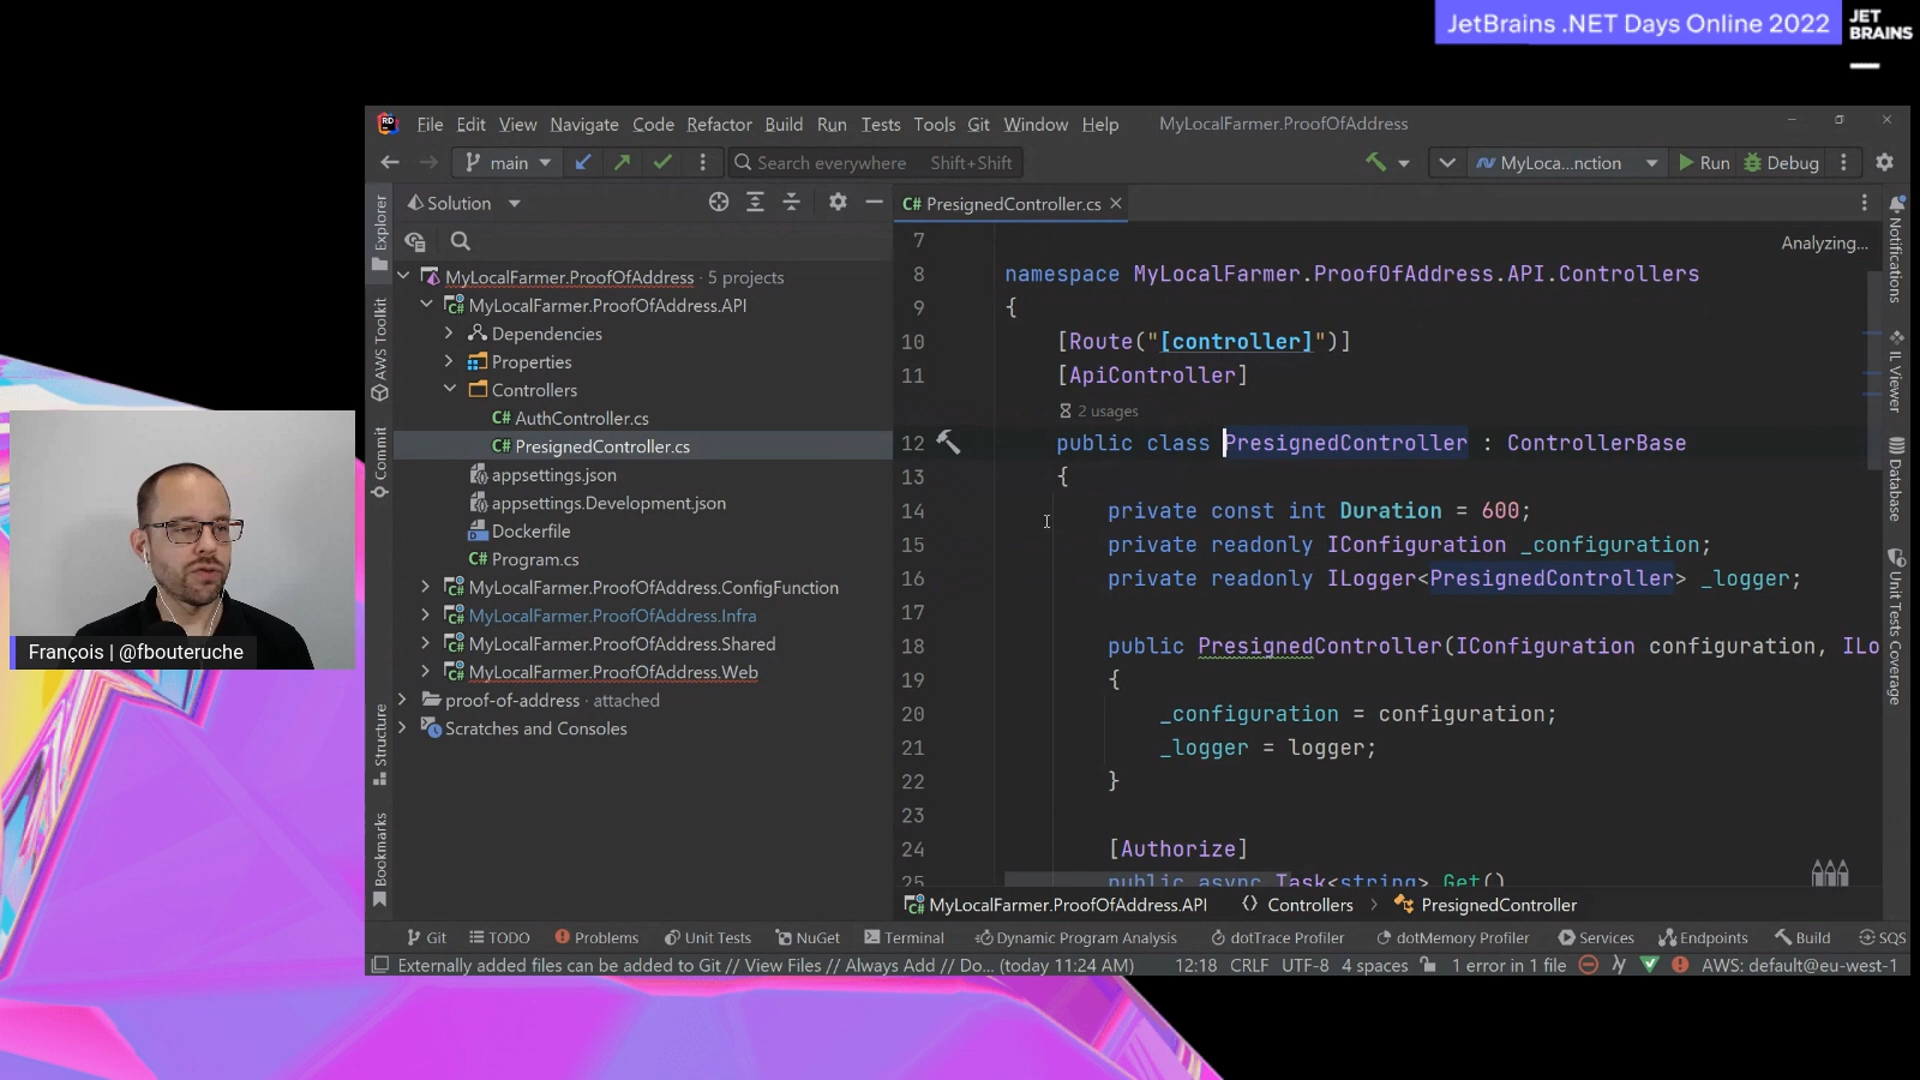 JetBrains .NET Days Online 2022
JET
BRAINS
RD
File Edit View Navigate Code Refactor Build Run Tests Tools Git Window Help MyLocalFarmer.ProofOfAddress
main Search everywhere Shift+Shift MyLoca...nction Run Debug
Solution
C# PresignedController.cs
Explorer
AWS Toolkit
Commit
Structure
Bookmarks
MyLocalFarmer.ProofOfAddress · 5 projects
MyLocalFarmer.ProofOfAddress.API
Dependencies
Properties
Controllers
C# AuthController.cs
C# PresignedController.cs
appsettings.json
appsettings.Development.json
Dockerfile
C# Program.cs
MyLocalFarmer.ProofOfAddress.ConfigFunction
MyLocalFarmer.ProofOfAddress.Infra
MyLocalFarmer.ProofOfAddress.Shared
MyLocalFarmer.ProofOfAddress.Web
proof-of-address · attached
Scratches and Consoles
Analyzing...
7
8 namespace MyLocalFarmer.ProofOfAddress.API.Controllers
9 {
10 [Route("[controller]")]
11 [ApiController]
2 usages
12 public class PresignedController : ControllerBase
13 {
14 private const int Duration = 600;
15 private readonly IConfiguration _configuration;
16 private readonly ILogger<PresignedController> _logger;
17
18 public PresignedController(IConfiguration configuration, ILo
19 {
20 _configuration = configuration;
21 _logger = logger;
22 }
23
24 [Authorize]
25 public async Task<string> Get()
Notifications
IL Viewer
Database
Unit Tests Coverage
MyLocalFarmer.ProofOfAddress.API Controllers PresignedController
Git TODO Problems Unit Tests NuGet Terminal Dynamic Program Analysis dotTrace Profiler dotMemory Profiler Services Endpoints Build SQS
Externally added files can be added to Git // View Files // Always Add // Do... (today 11:24 AM) 12:18 CRLF UTF-8 4 spaces 1 error in 1 file AWS: default@eu-west-1
François | @fbouteruche